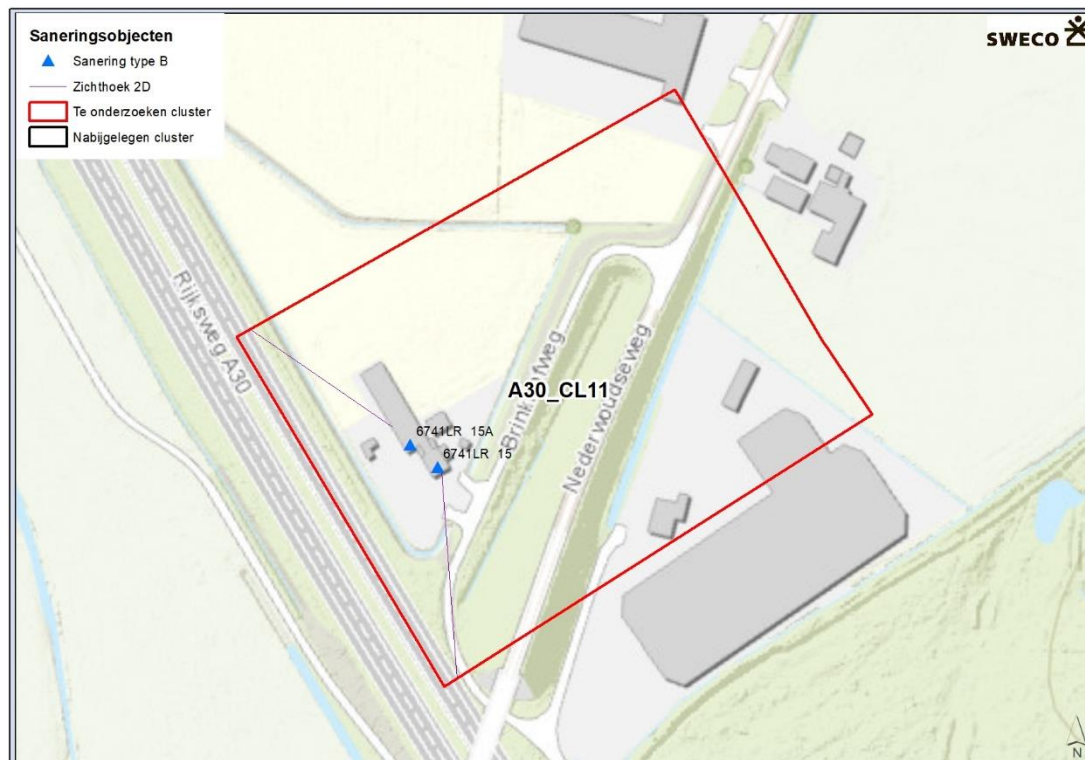 Saneringsobjecten
Sanering type B
Zichthoek 2D
Te onderzoeken cluster
Nabijgelegen cluster
SWECO
Rijksweg A30
A30_CL11
Nederwoudseweg
6741LR 15A
6741LR 15
N